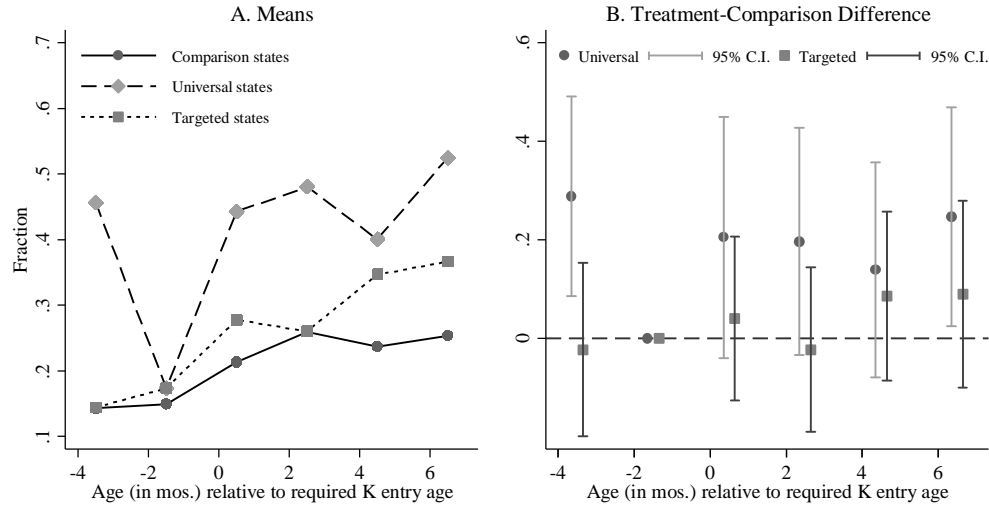 A. Means
.7
.6
.5
.4
.3
.2
.1
Fraction
Comparison states
Universal states
Targeted states
-4 -2 0 2 4 6
Age (in mos.) relative to required K entry age
B. Treatment-Comparison Difference
.6
.4
.2
0
Universal 95% C.I. Targeted 95% C.I.
-4 -2 0 2 4 6
Age (in mos.) relative to required K entry age